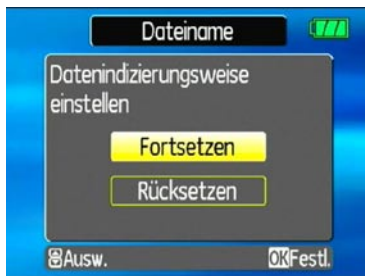 Dateiname
Datenindizierungsweise
einstellen
Fortsetzen
Rücksetzen
Ausw. OK Festl.